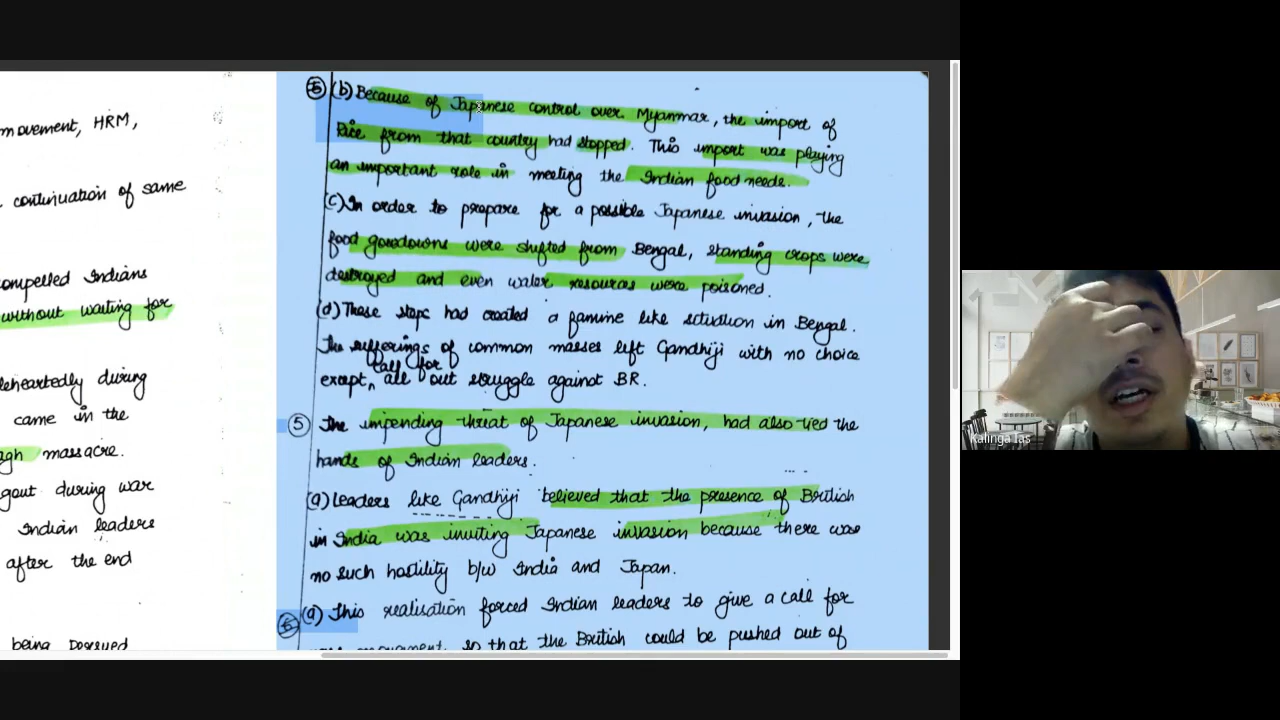 movement, HRM,
continuation of same
compelled Indians
without waiting for
wholeheartedly during
came in the
agh massacre.
gout during war
Indian leaders
after the end
being
(b) Because of Japanese control over Myanmar, the import of
Rice from that country had stopped. This import was playing
an important role in meeting the Indian food needs.
(c) In order to prepare for a possible Japanese invasion, the
food goodowns were shifted from Bengal, standing crops were
destroyed and even water resources were poisoned.
(d) These steps had created a famine like situation in Bengal.
The sufferings of common masses left Gandhiji with no choice
except call for all out struggle against BR.
5 The impending threat of Japanese invasion, had also tied the
hands of Indian leaders.
(a) Leaders like Gandhiji believed that the presence of British
in India was inviting Japanese invasion because there was
no such hostility b/w India and Japan.
6 (a) This realisation forced Indian leaders to give a call for
mass movement so that the British could be pushed out of
Kalinga Ias